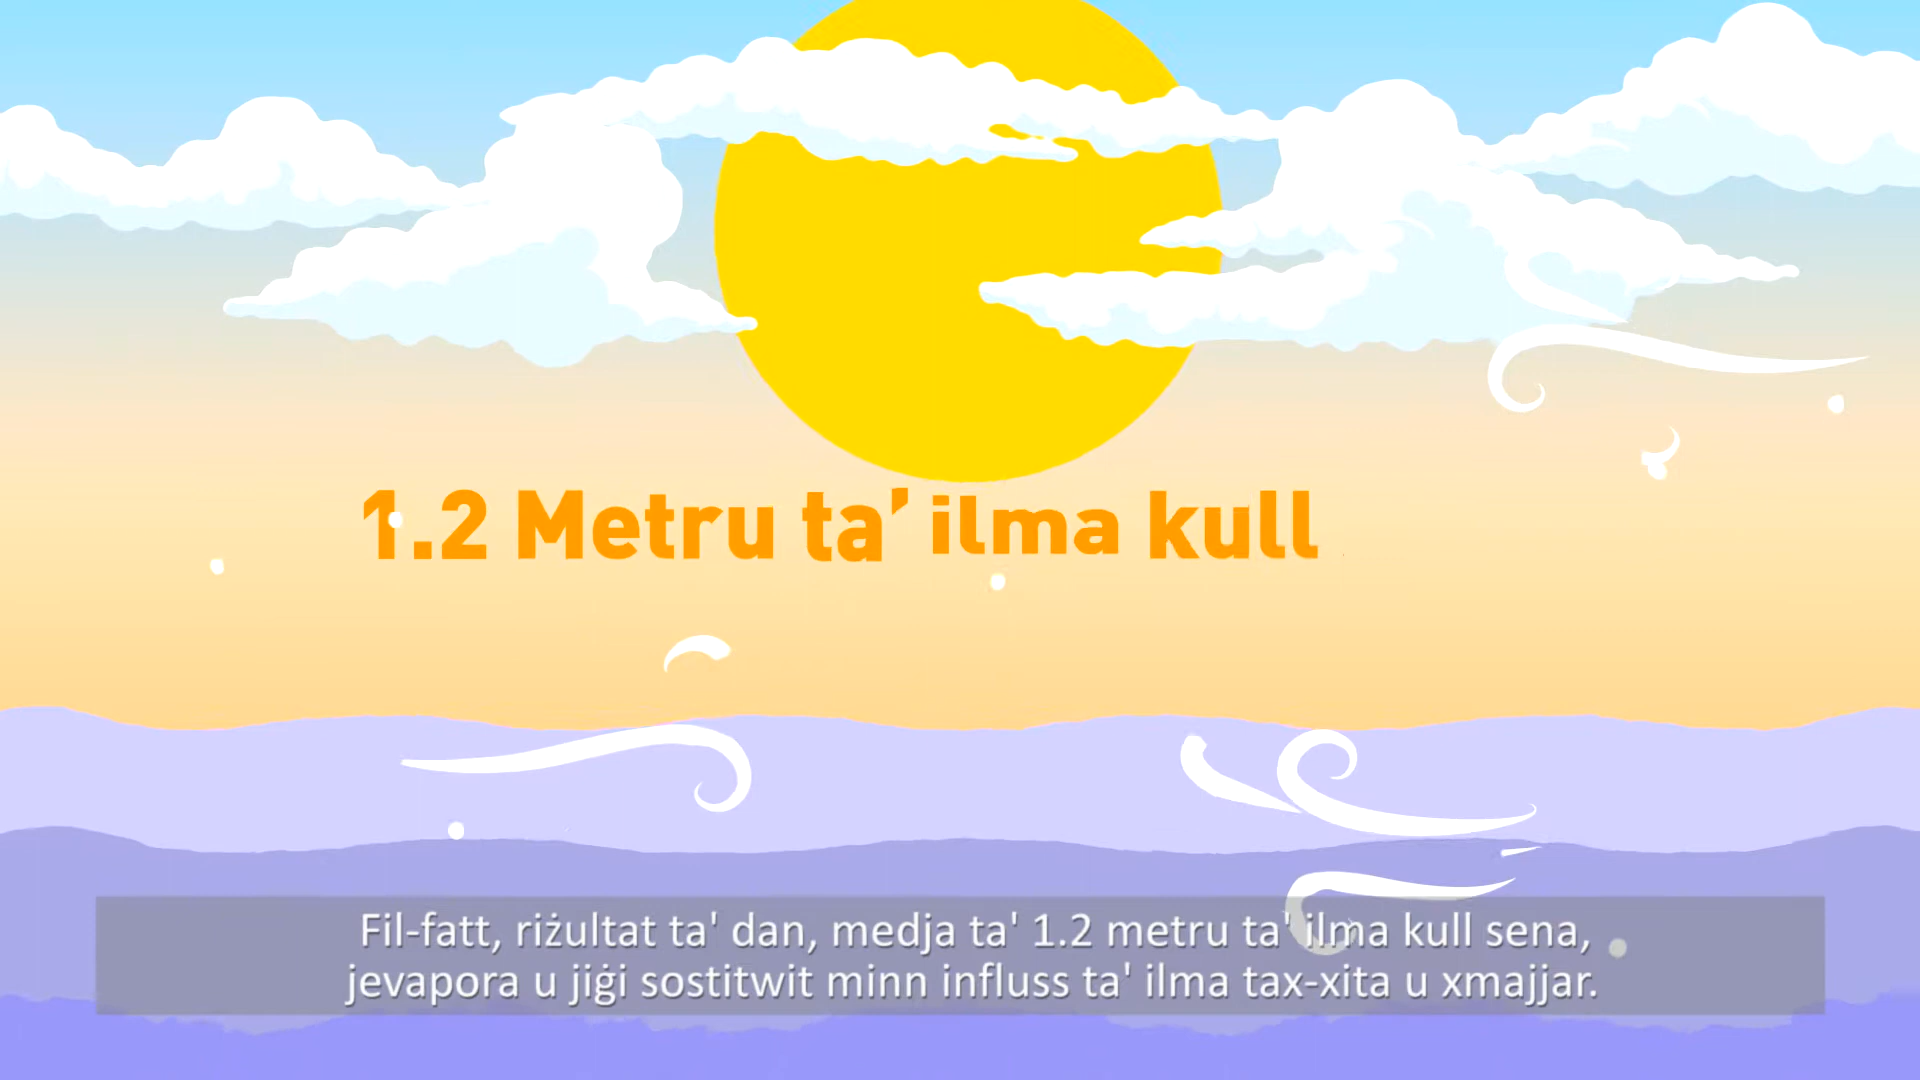 1.2 Metru ta’ ilma kull
Fil-fatt, riżultat ta' dan, medja ta' 1.2 metru ta' ilma kull sena,
jevapora u jiġi sostitwit minn influss ta' ilma tax-xita u xmajjar.